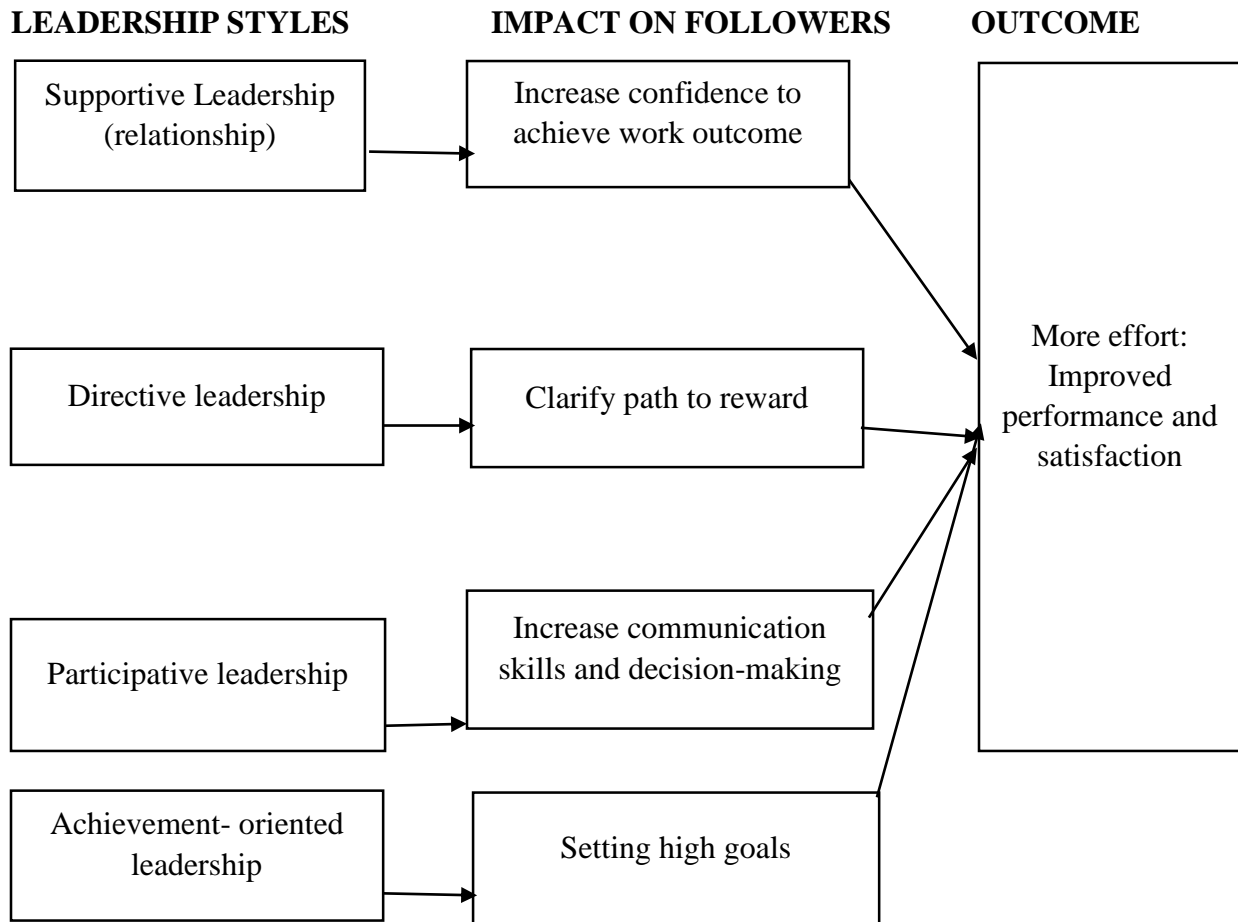 LEADERSHIP STYLES
IMPACT ON FOLLOWERS
OUTCOME
Supportive Leadership
(relationship)
Increase confidence to
achieve work outcome
Directive leadership
Clarify path to reward
More effort:
Improved
performance and
satisfaction
Participative leadership
Increase communication
skills and decision-making
Achievement- oriented
leadership
Setting high goals